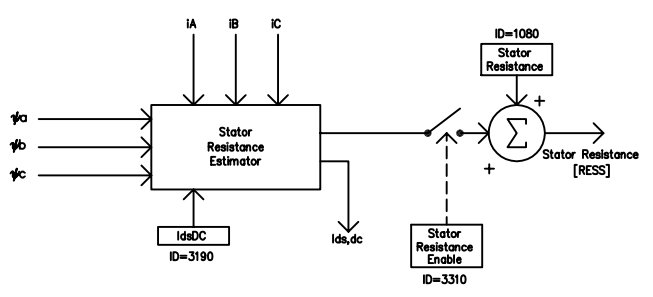 iA
iB
iC
ID=1080
Stator
Resistance
+
ψa
ψb
ψc
Stator
Resistance
Estimator
Σ
Stator Resistance
[RESS]
+
IdsDC
ID=3190
Ids,dc
Stator
Resistance
Enable
ID=3310